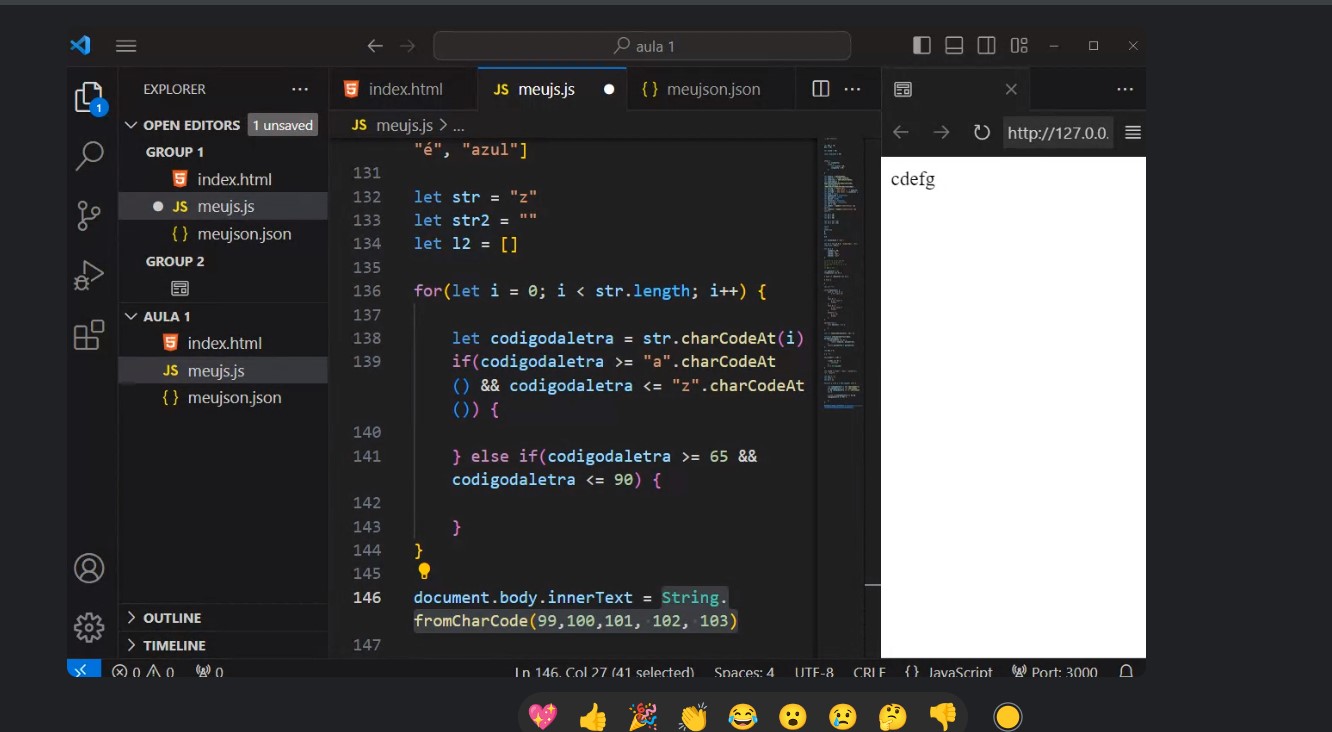 aula 1
EXPLORER
OPEN EDITORS 1 unsaved
GROUP 1
index.html
JS meujs.js
{ } meujson.json
GROUP 2
AULA 1
index.html
JS meujs.js
{ } meujson.json
OUTLINE
TIMELINE
1
index.html
JS meujs.js
{ } meujson.json
JS meujs.js > ...
"é", "azul"]
131
132 let str = "z"
133 let str2 = ""
134 let l2 = []
135
136 for(let i = 0; i < str.length; i++) {
137
138 let codigodaletra = str.charCodeAt(i)
139 if(codigodaletra >= "a".charCodeAt
() && codigodaletra <= "z".charCodeAt
()) {
140
141 } else if(codigodaletra >= 65 &&
codigodaletra <= 90) {
142
143 }
144 }
145
146 document.body.innerText = String.
fromCharCode(99,100,101, 102, 103)
147
http://127.0.0.
cdefg
0 0 0 Ln 146, Col 27 (41 selected) Spaces: 4 UTF-8 CRLF { } JavaScript Port: 3000